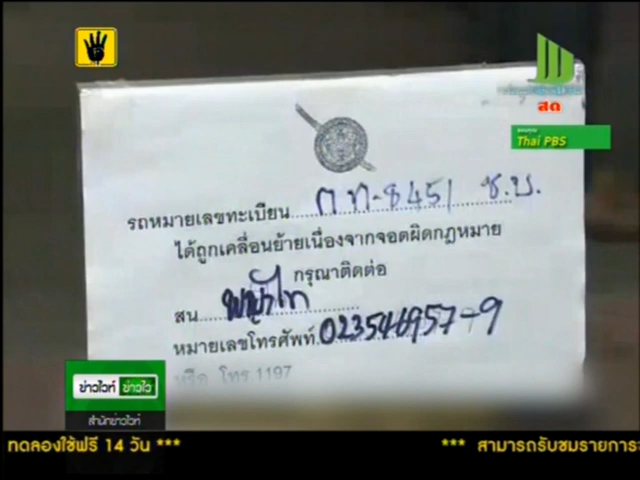 สด
ขอบคุณ
Thai PBS
รถหมายเลขทะเบียน ฌท-8451 ช.บ.
ได้ถูกเคลื่อนย้ายเนื่องจากจอดผิดกฎหมาย
กรุณาติดต่อ
สน. พญาไท
หมายเลขโทรศัพท์. 023546957-9
หรือ โทร 1197
ข่าวไวท์ ข่าวไว
สำนักข่าวไวท์
ทดลองใช้ฟรี 14 วัน *** *** สามารถรับชมรายการ